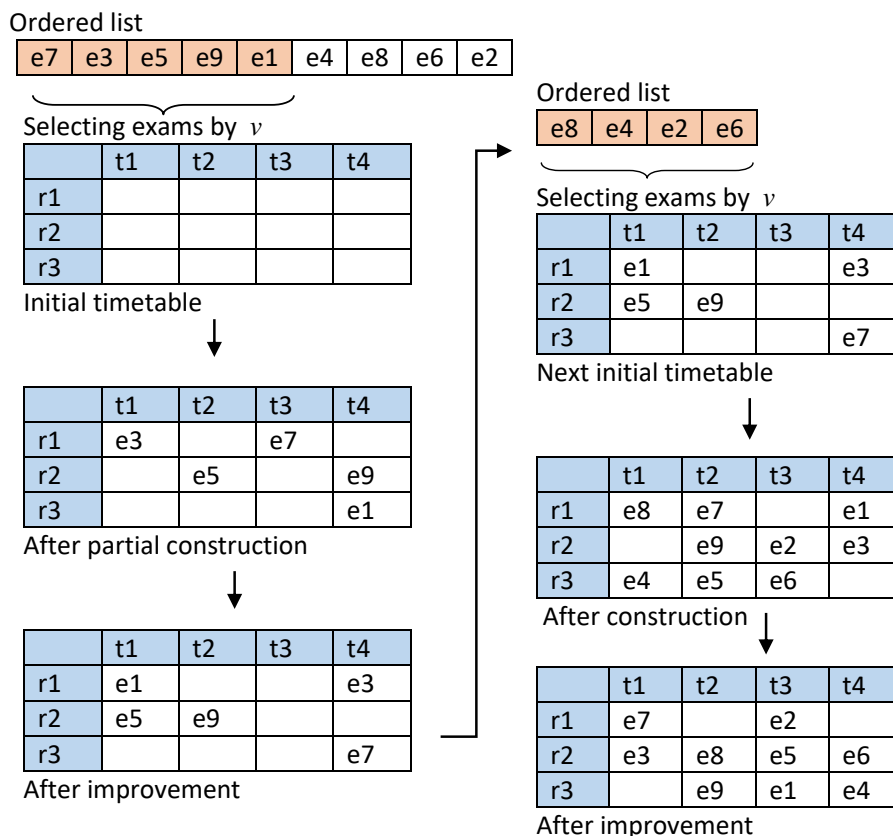 Ordered list
e7 e3 e5 e9 e1 e4 e8 e6 e2
Selecting exams by v
t1 t2 t3 t4
r1
r2
r3
Initial timetable
t1 t2 t3 t4
r1 e3 e7
r2 e5 e9
r3 e1
After partial construction
t1 t2 t3 t4
r1 e1 e3
r2 e5 e9
r3 e7
After improvement
Ordered list
e8 e4 e2 e6
Selecting exams by v
t1 t2 t3 t4
r1 e1 e3
r2 e5 e9
r3 e7
Next initial timetable
t1 t2 t3 t4
r1 e8 e7 e1
r2 e9 e2 e3
r3 e4 e5 e6
After construction
t1 t2 t3 t4
r1 e7 e2
r2 e3 e8 e5 e6
r3 e9 e1 e4
After improvement